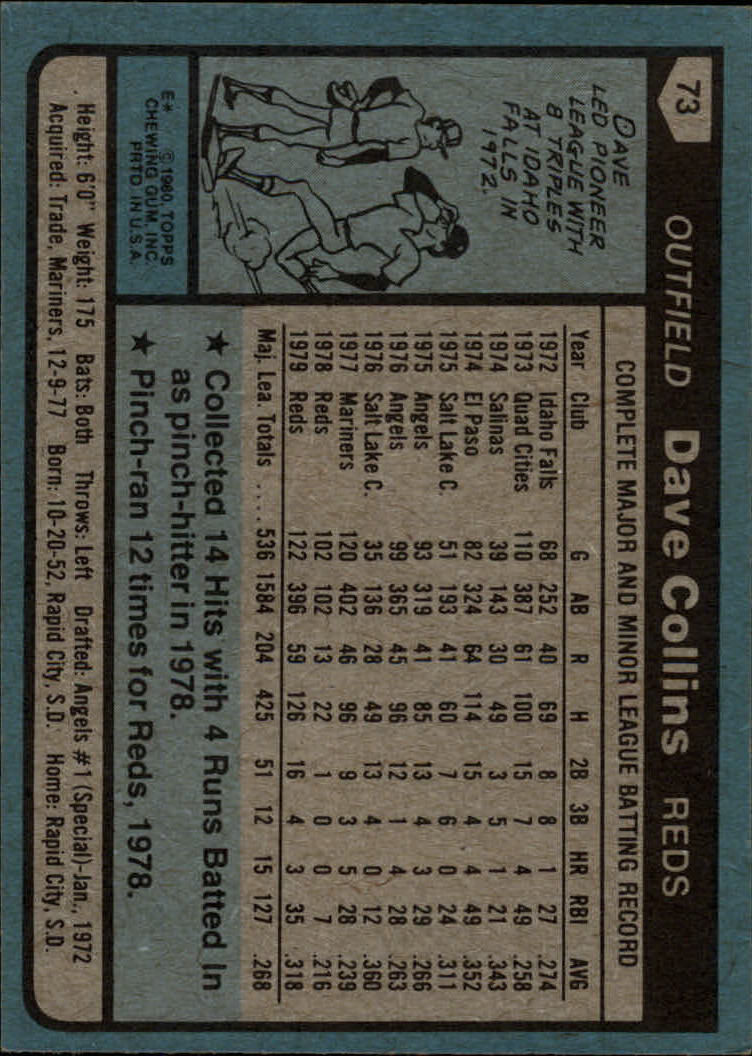 73
OUTFIELD Dave Collins REDS
DAVE
LED PIONEER
LEAGUE WITH
8 TRIPLES
AT IDAHO
FALLS IN
1972.
E* © 1980, TOPPS
CHEWING GUM, INC.
PRTD IN U.S.A.
COMPLETE MAJOR AND MINOR LEAGUE BATTING RECORD
Year Club G AB R H 2B 3B HR RBI AVG
1972 Idaho Falls 68 252 40 69 8 8 1 27 .274
1973 Quad Cities 110 387 61 100 15 7 4 49 .258
1974 Salinas 39 143 30 49 3 5 1 21 .343
1974 El Paso 82 324 64 114 15 4 4 49 .352
1975 Salt Lake C. 51 193 41 60 7 6 0 24 .311
1975 Angels 93 319 41 85 13 4 3 29 .266
1976 Angels 99 365 45 96 12 1 4 28 .263
1976 Salt Lake C. 35 136 28 49 13 4 0 12 .360
1977 Mariners 120 402 46 96 9 3 5 28 .239
1978 Reds 102 102 13 22 1 0 0 7 .216
1979 Reds 122 396 59 126 16 4 3 35 .318
Maj. Lea. Totals .... 536 1584 204 425 51 12 15 127 .268
★ Collected 14 Hits with 4 Runs Batted In
as pinch-hitter in 1978.
★ Pinch-ran 12 times for Reds, 1978.
Height: 6'0" Weight: 175 Bats: Both Throws: Left Drafted: Angels #1 (Special)-Jan., 1972
Acquired: Trade, Mariners, 12-9-77 Born: 10-20-52, Rapid City, S.D. Home: Rapid City, S.D.